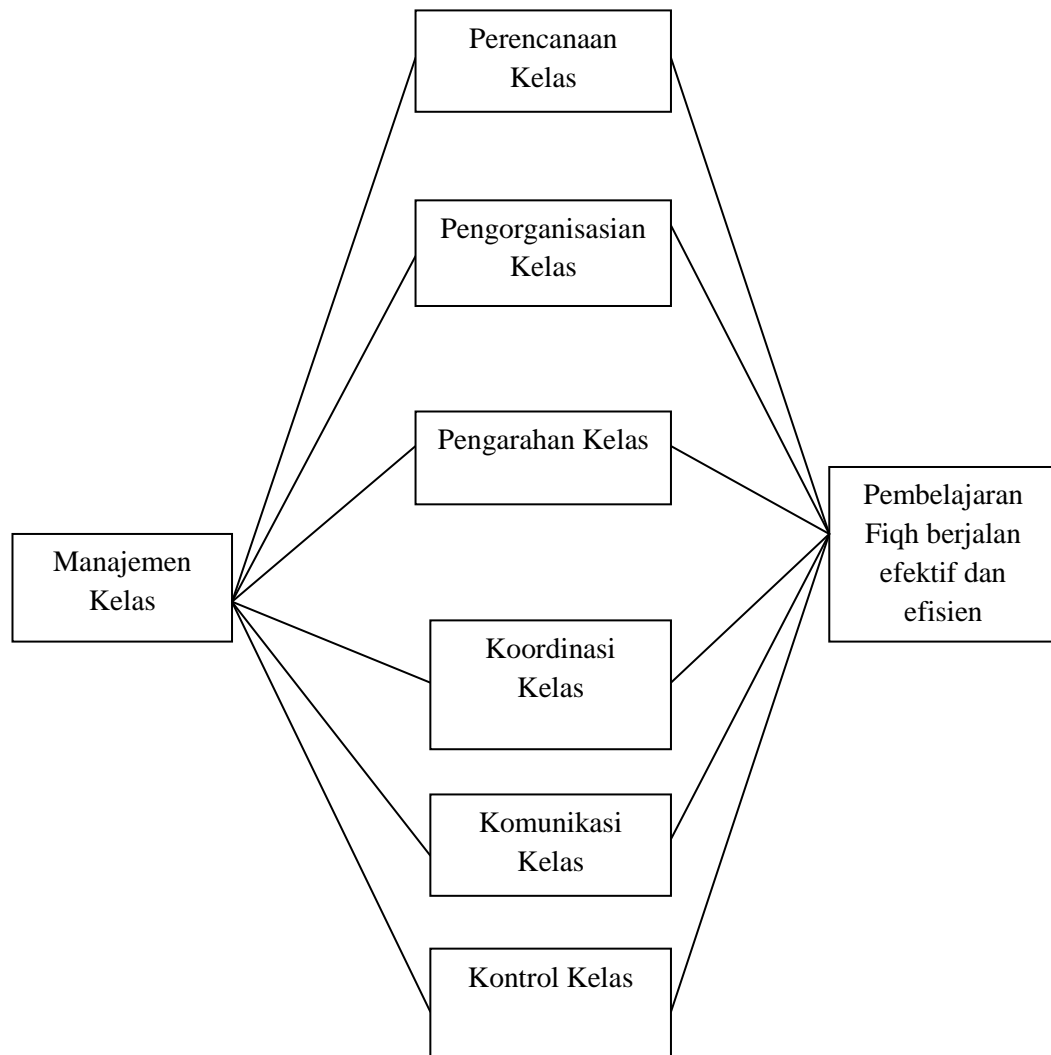 Perencanaan
Kelas
Pengorganisasian
Kelas
Pengarahan Kelas
Manajemen
Kelas
Pembelajaran
Fiqh berjalan
efektif dan
efisien
Koordinasi
Kelas
Komunikasi
Kelas
Kontrol Kelas